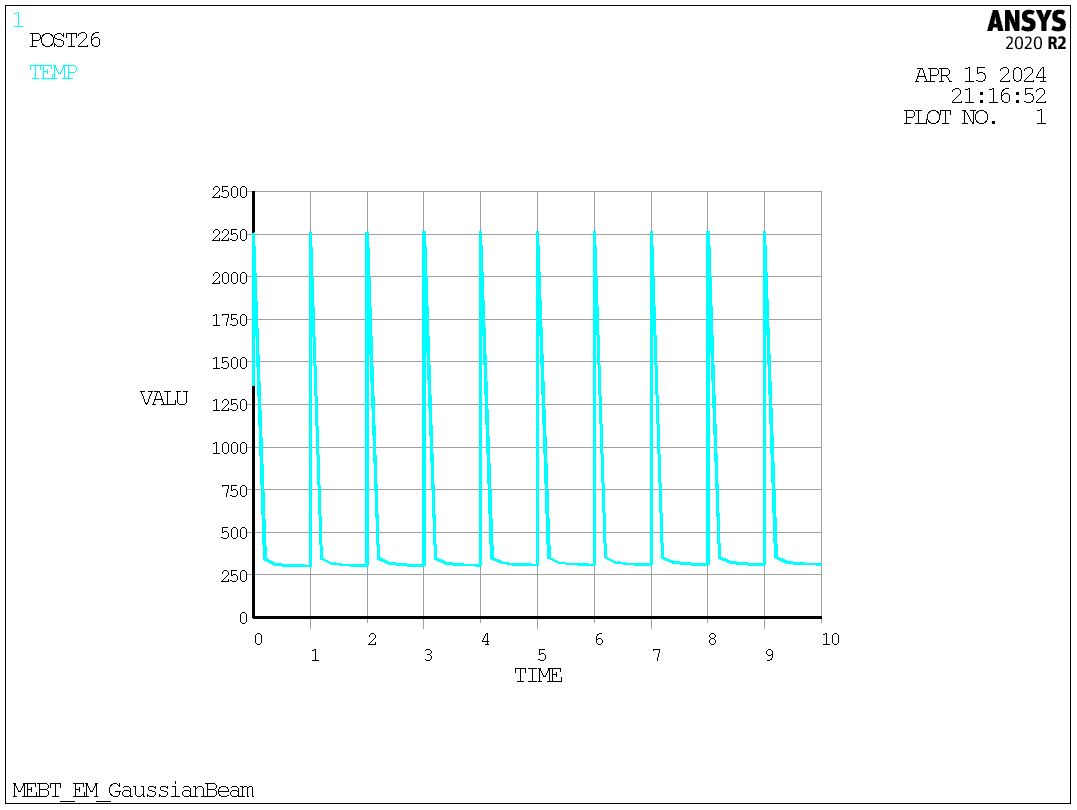 1
POST26
TEMP
ANSYS
2020 R2
APR 15 2024
21:16:52
PLOT NO. 1
2500
2250
2000
1750
1500
VALU
1250
1000
750
500
250
0
0 2 4 6 8 10
1 3 5 7 9
TIME
MEBT_EM_GaussianBeam